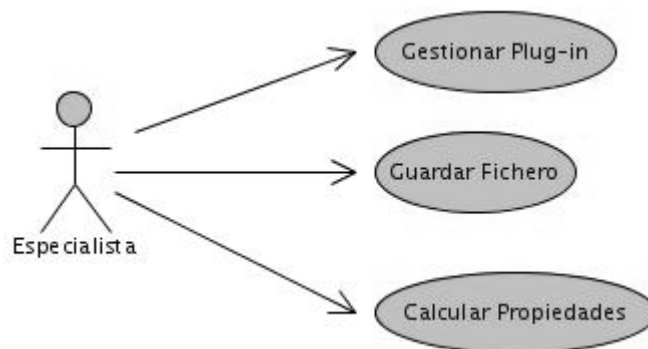 Gestionar Plug-in
Guardar Fichero
Especialista
Calcular Propiedades